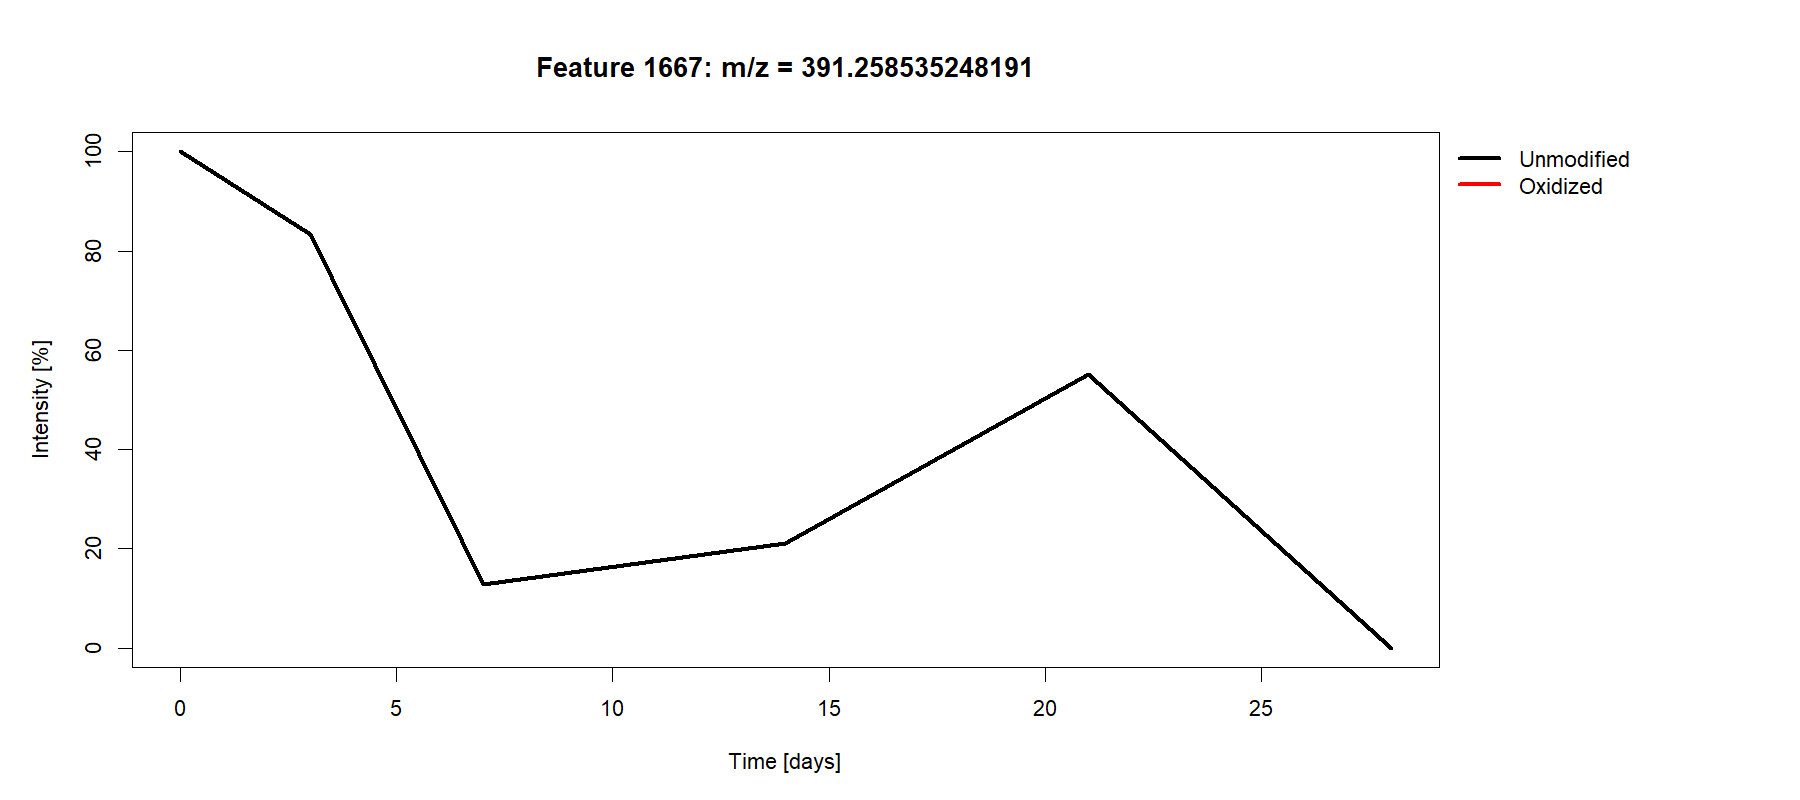 Feature 1667: m/z = 391.258535248191
Unmodified
Oxidized
Intensity [%]
100
80
60
40
20
0
0 5 10 15 20 25
Time [days]